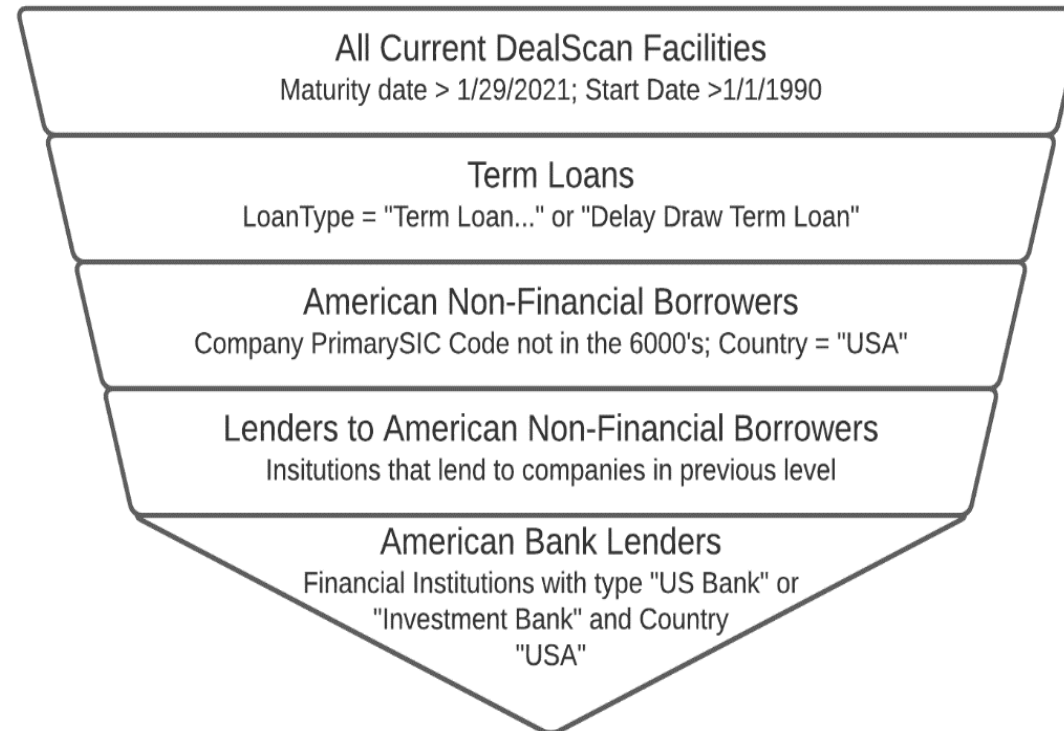 All Current DealScan Facilities
Maturity date > 1/29/2021; Start Date >1/1/1990
Term Loans
LoanType = "Term Loan..." or "Delay Draw Term Loan"
American Non-Financial Borrowers
Company PrimarySIC Code not in the 6000's; Country = "USA"
Lenders to American Non-Financial Borrowers
Insitutions that lend to companies in previous level
American Bank Lenders
Financial Institutions with type "US Bank" or
"Investment Bank" and Country
"USA"